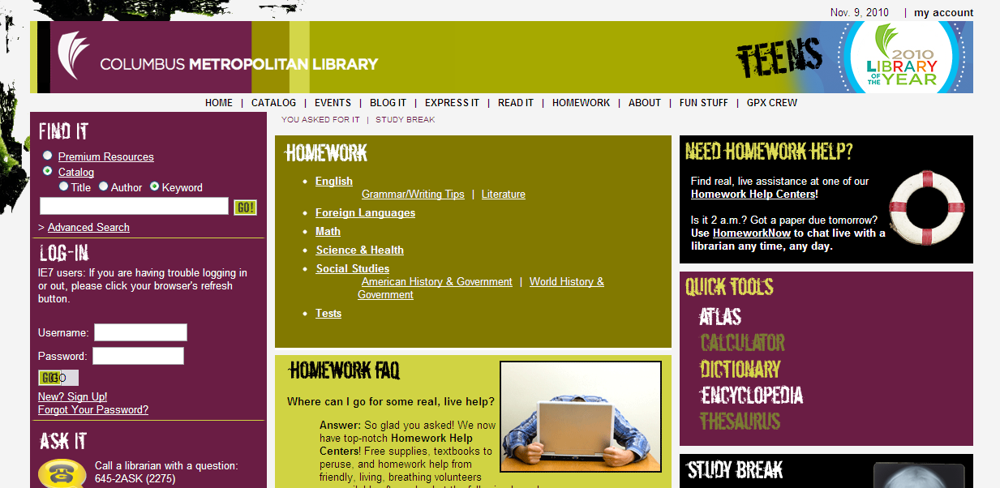 Nov. 9, 2010 | my account
COLUMBUS METROPOLITAN LIBRARY
TEENS
2010
LIBRARY
OF THE YEAR
HOME | CATALOG | EVENTS | BLOG IT | EXPRESS IT | READ IT | HOMEWORK | ABOUT | FUN STUFF | GPX CREW
YOU ASKED FOR IT | STUDY BREAK
FIND IT
Premium Resources
Catalog
Title Author Keyword
GO!
> Advanced Search
LOG-IN
IE7 users: If you are having trouble logging in
or out, please click your browser's refresh
button.
Username:
Password:
GO
New? Sign Up!
Forgot Your Password?
ASK IT
Call a librarian with a question:
645-2ASK (2275)
HOMEWORK
English
Grammar/Writing Tips | Literature
Foreign Languages
Math
Science & Health
Social Studies
American History & Government | World History &
Government
Tests
HOMEWORK FAQ
Where can I go for some real, live help?
Answer: So glad you asked! We now
have top-notch Homework Help
Centers! Free supplies, textbooks to
peruse, and homework help from
friendly, living, breathing volunteers
NEED HOMEWORK HELP?
Find real, live assistance at one of our
Homework Help Centers!
Is it 2 a.m.? Got a paper due tomorrow?
Use HomeworkNow to chat live with a
librarian any time, any day.
QUICK TOOLS
ATLAS
CALCULATOR
DICTIONARY
ENCYCLOPEDIA
THESAURUS
STUDY BREAK